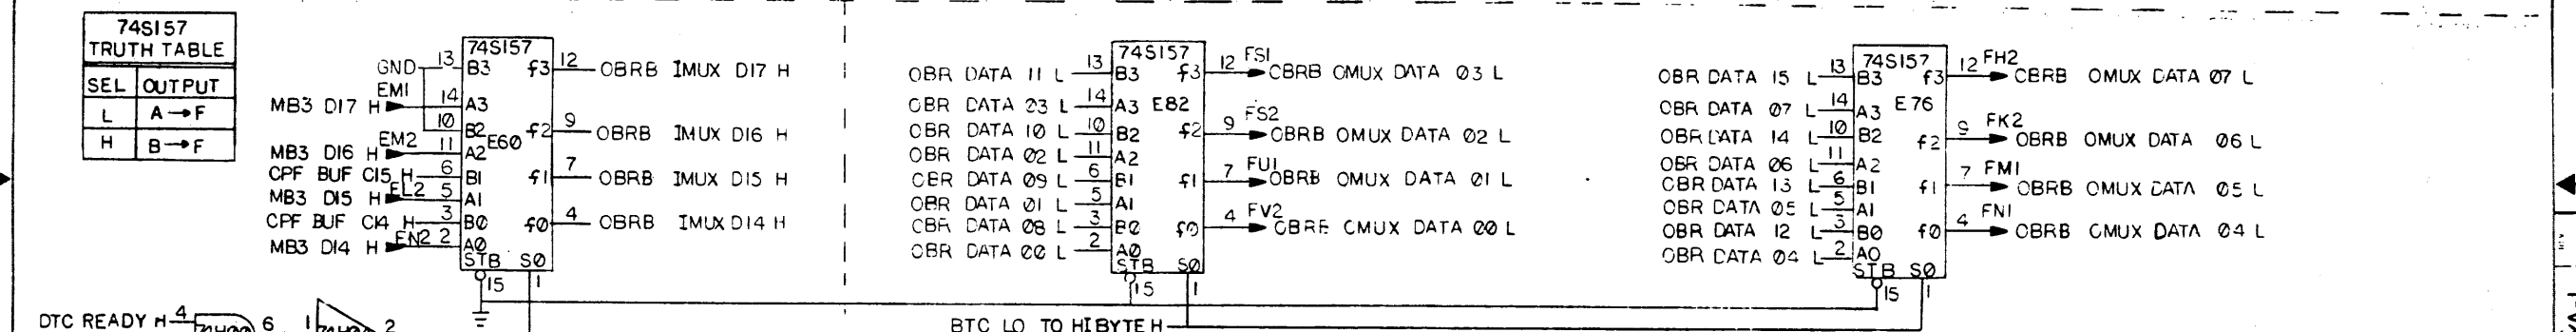 74S157
TRUTH TABLE
SEL OUTPUT
L A→F
H B→F
74S157
GND 13 B3 f3 12 OBRB IMUX D17 H
EM1
MB3 D17 H 14 A3
10 B2 f2 9 OBRB IMUX D16 H
E60
EM2
MB3 D16 H 11 A2
CPF BUF C15 H 6 B1 f1 7 OBRB IMUX D15 H
EL2
MB3 D15 H 5 A1
CPF BUF C14 H 3 B0 f0 4 OBRB IMUX D14 H
MB3 D14 H EN2 2 A0
STB S0
15 1
74S157
OBR DATA 11 L 13 B3 f3 12 FS1 OBRB OMUX DATA 03 L
OBR DATA 03 L 14 A3 E82
OBR DATA 10 L 10 B2 f2 9 FS2 OBRB OMUX DATA 02 L
OBR DATA 02 L 11 A2
OBR DATA 09 L 6 B1 f1 7 FU1 OBRB OMUX DATA 01 L
OBR DATA 01 L 5 A1
OBR DATA 08 L 3 B0 f0 4 FV2 OBRB OMUX DATA 00 L
OBR DATA 00 L 2 A0
STB S0
15 1
74S157
OBR DATA 15 L 13 B3 f3 12 FH2 OBRB OMUX DATA 07 L
OBR DATA 07 L 14 A3 E76
OBR DATA 14 L 10 B2 f2 9 FK2 OBRB OMUX DATA 06 L
OBR DATA 06 L 11 A2
OBR DATA 13 L 6 B1 f1 7 FM1 OBRB OMUX DATA 05 L
OBR DATA 05 L 5 A1
OBR DATA 12 L 3 B0 f0 4 FN1 OBRB OMUX DATA 04 L
OBR DATA 04 L 2 A0
STB S0
15 1
DTC READY H 4 6 1 2
BTC LO TO HI BYTE H